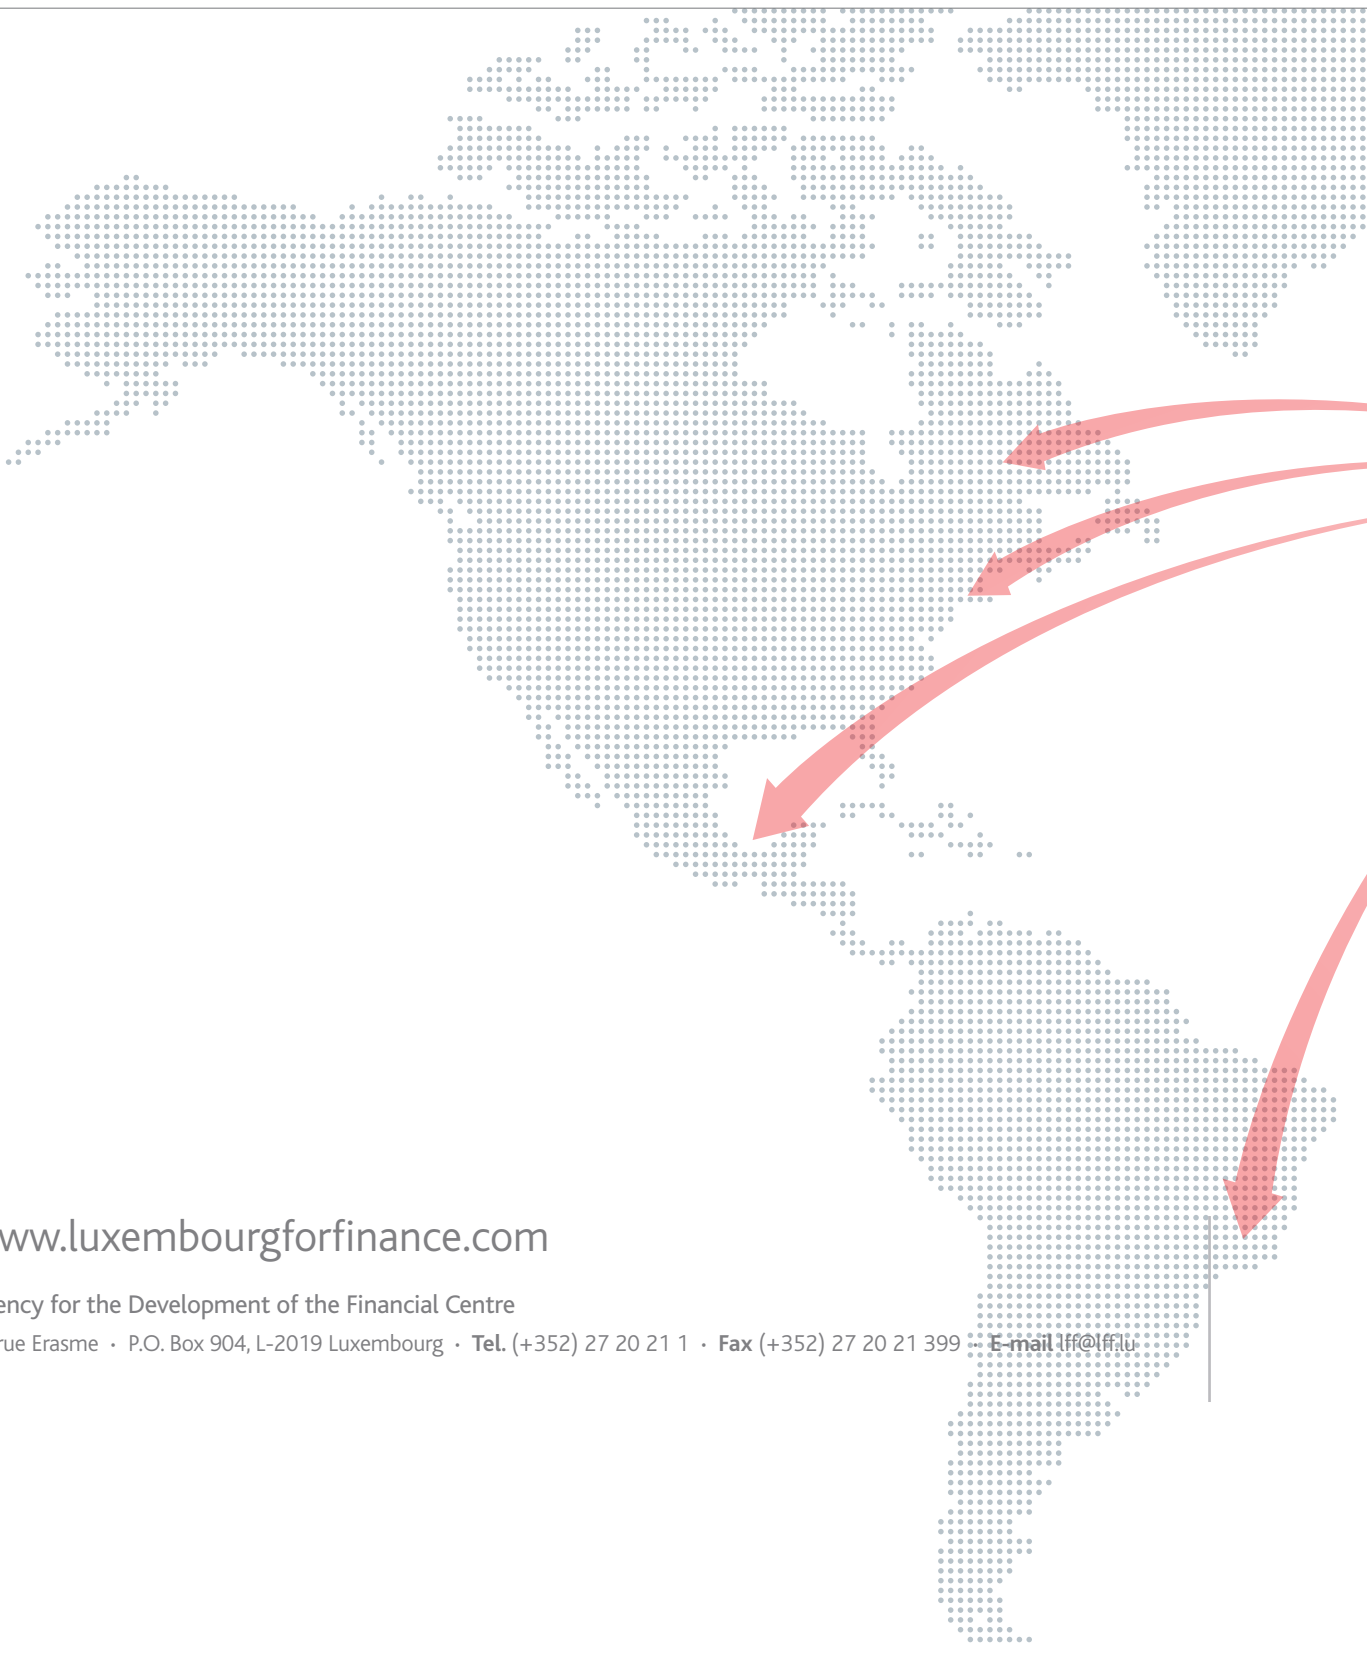 ww.luxembourgforfinance.com
ency for the Development of the Financial Centre
rue Erasme · P.O. Box 904, L-2019 Luxembourg · Tel. (+352) 27 20 21 1 · Fax (+352) 27 20 21 399 · E-mail lff@lff.lu